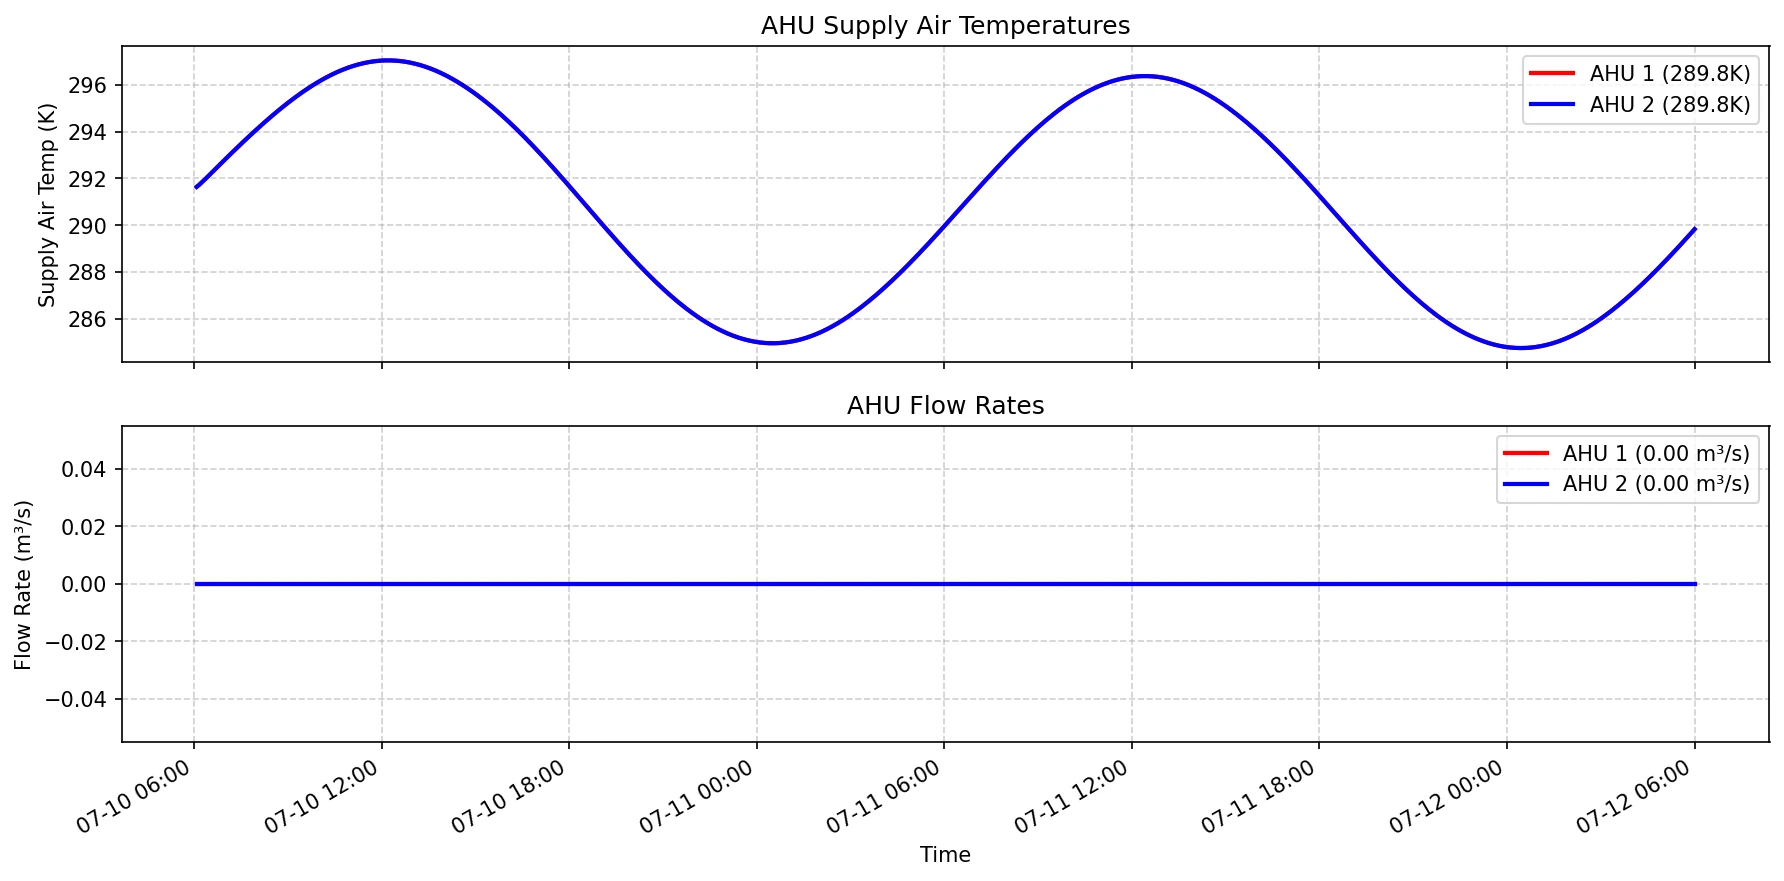 AHU Supply Air Temperatures
Supply Air Temp (K)
296
294
292
290
288
286
AHU 1 (289.8K)
AHU 2 (289.8K)
AHU Flow Rates
Flow Rate (m³/s)
0.04
0.02
0.00
−0.02
−0.04
AHU 1 (0.00 m³/s)
AHU 2 (0.00 m³/s)
07-10 06:00
07-10 12:00
07-10 18:00
07-11 00:00
07-11 06:00
07-11 12:00
07-11 18:00
07-12 00:00
07-12 06:00
Time